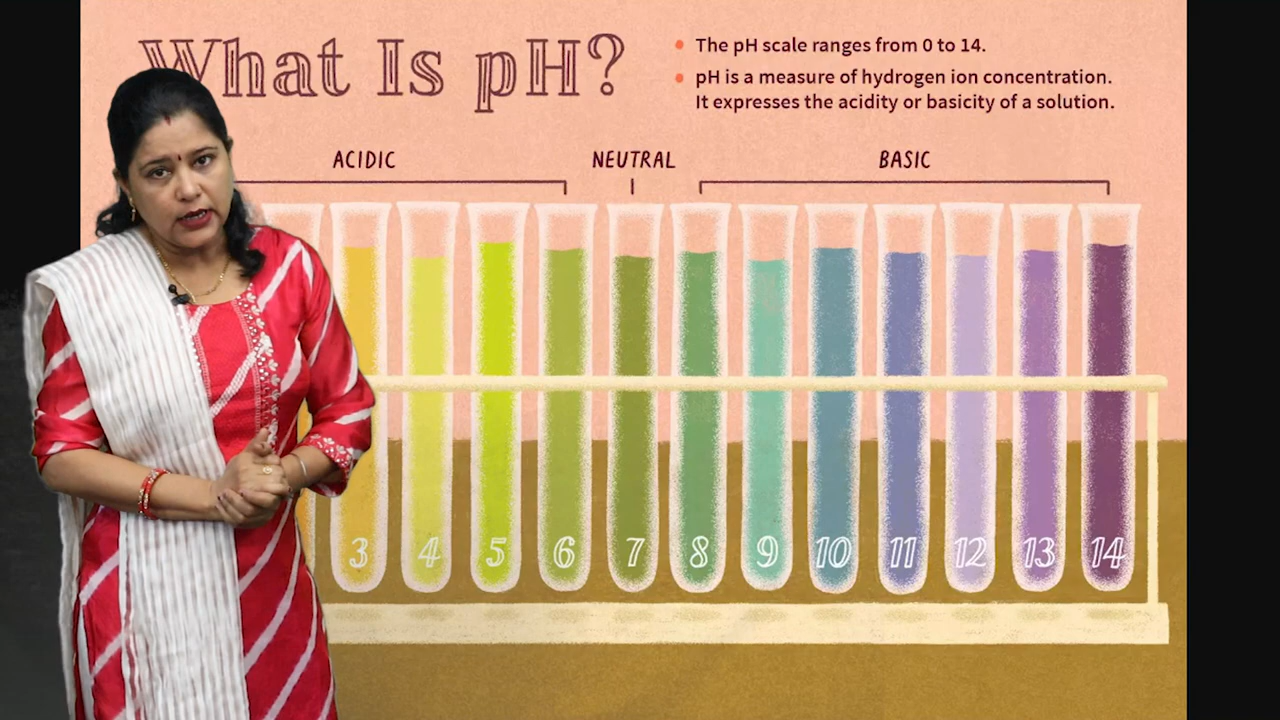 What Is pH?
The pH scale ranges from 0 to 14.
pH is a measure of hydrogen ion concentration.
It expresses the acidity or basicity of a solution.
ACIDIC NEUTRAL BASIC
3 4 5 6 7 8 9 10 11 12 13 14